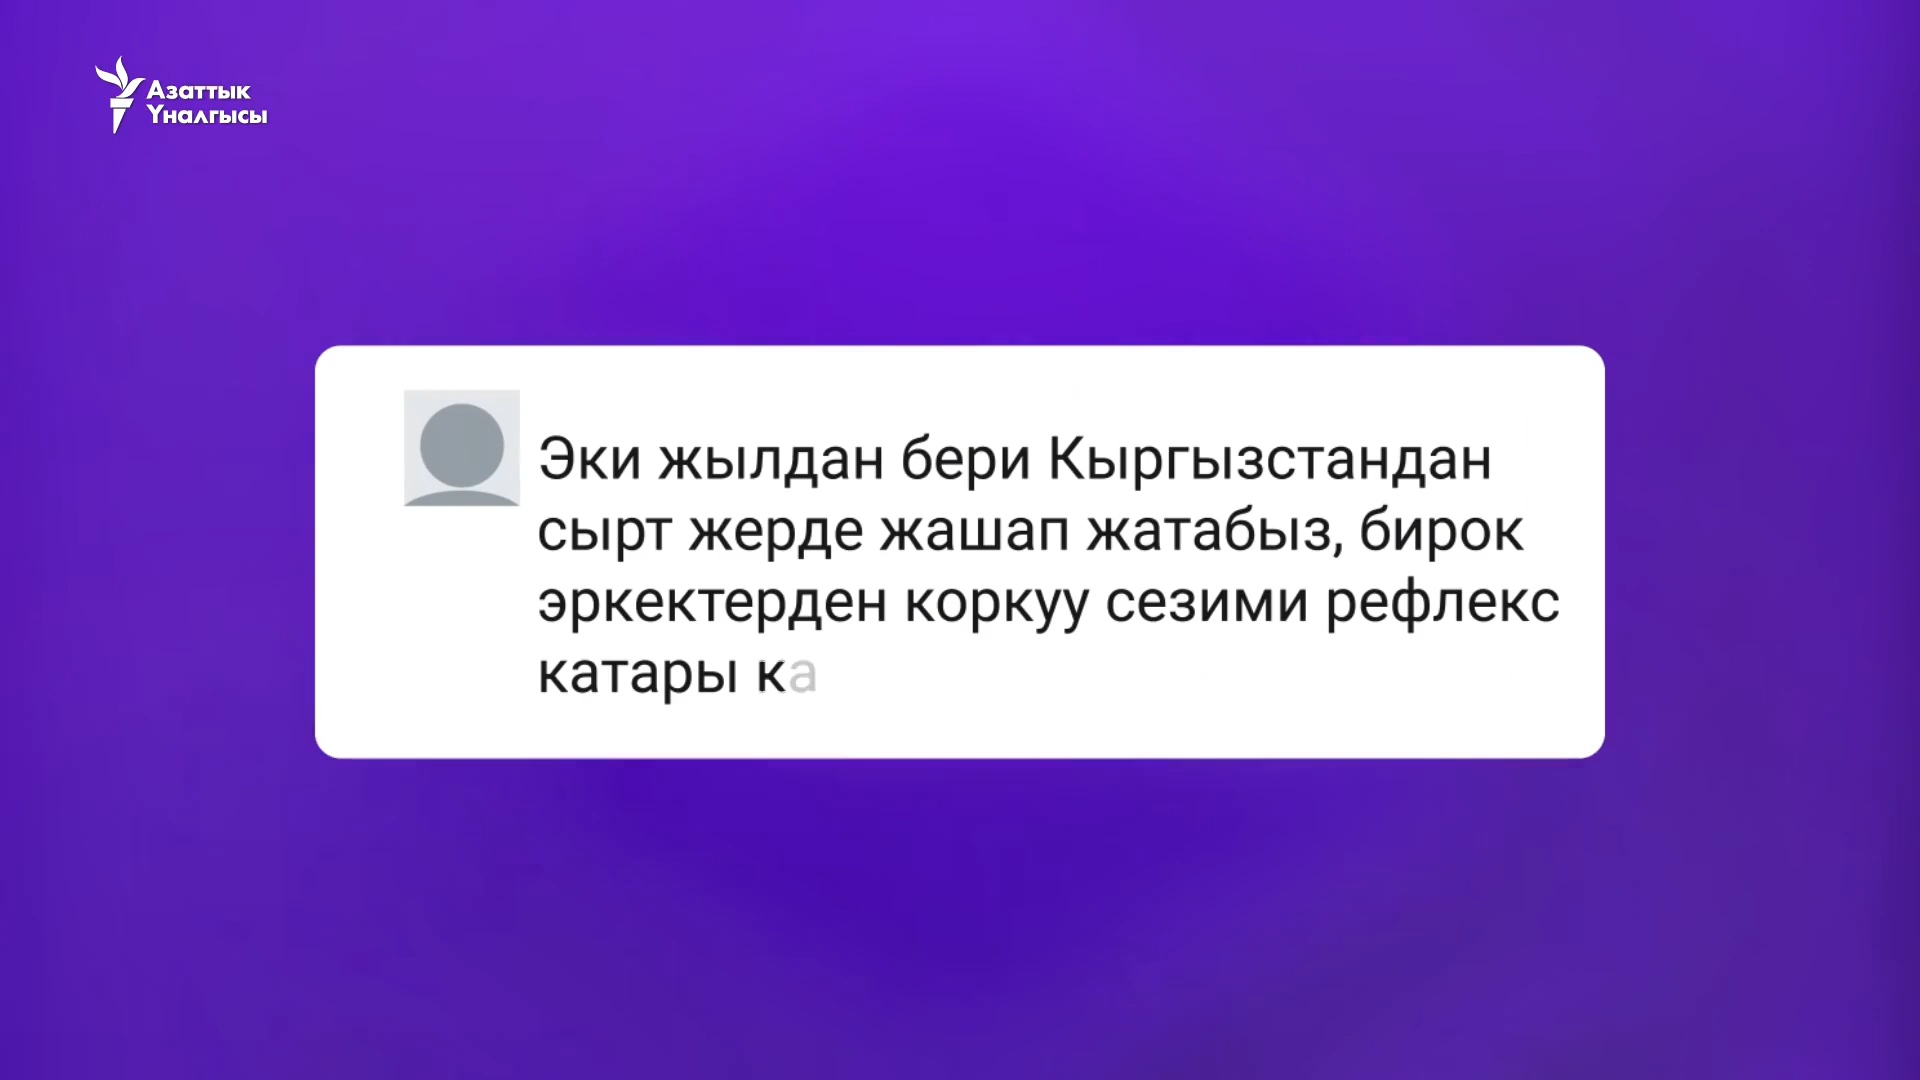 Азаттык
Үналгысы
Эки жылдан бери Кыргызстандан
сырт жерде жашап жатабыз, бирок
эркектерден коркуу сезими рефлекс
катары ка